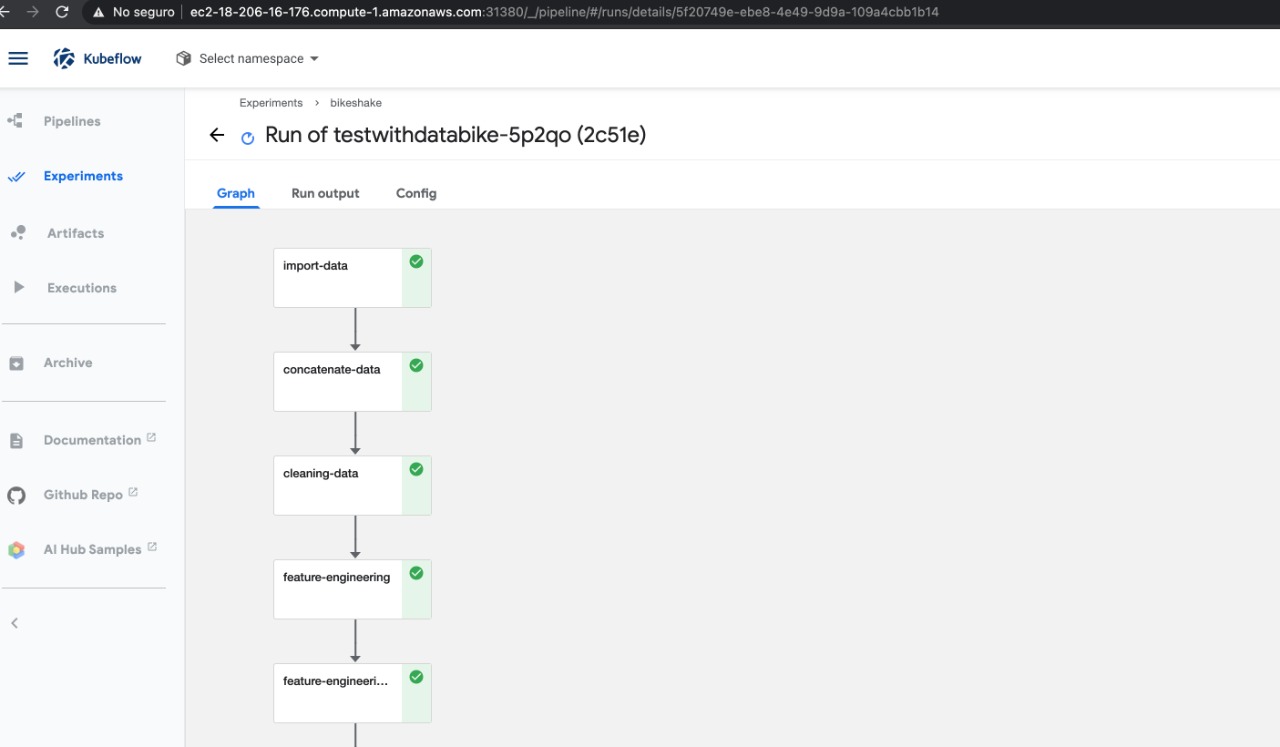 No seguro | ec2-18-206-16-176.compute-1.amazonaws.com:31380/_/pipeline/#/runs/details/5f20749e-ebe8-4e49-9d9a-109a4cbb1b14
Kubeflow
Select namespace
Pipelines
Experiments
Artifacts
Executions
Archive
Documentation
Github Repo
AI Hub Samples
Experiments > bikeshake
Run of testwithdatabike-5p2qo (2c51e)
Graph Run output Config
import-data
concatenate-data
cleaning-data
feature-engineering
feature-engineeri...